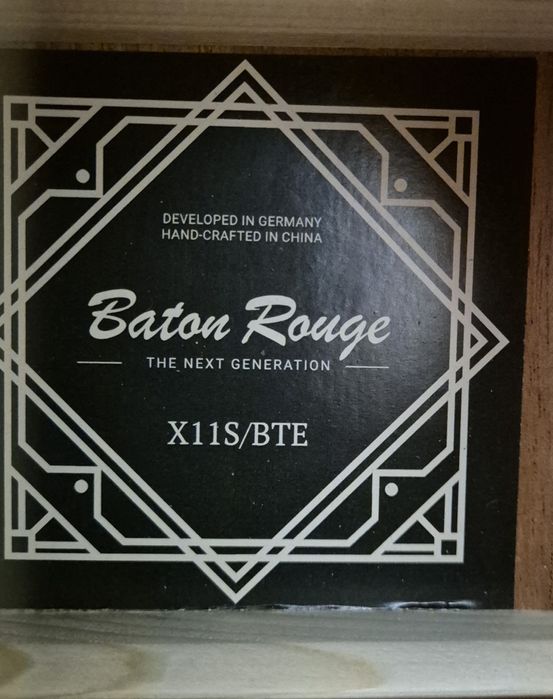 DEVELOPED IN GERMANY
HAND-CRAFTED IN CHINA
Baton Rouge
THE NEXT GENERATION
X11S/BTE